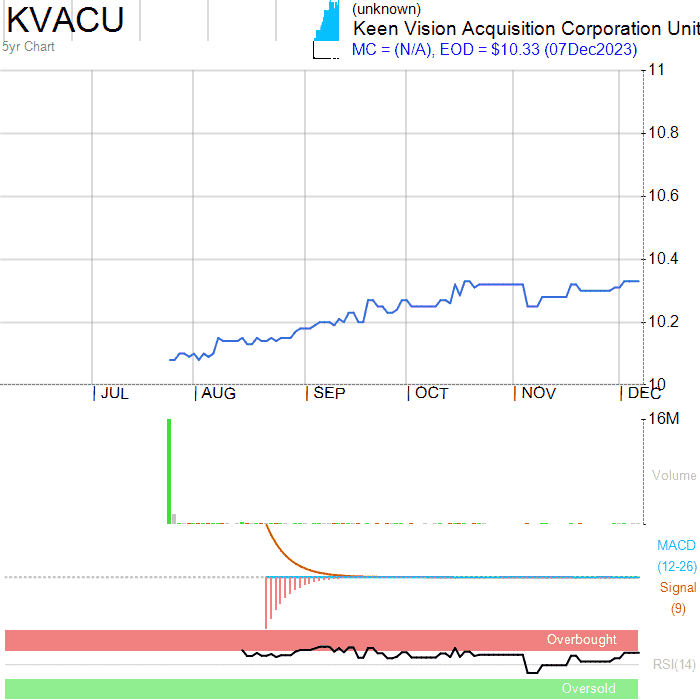 KVACU
5yr Chart
(unknown)
Keen Vision Acquisition Corporation Unit
MC = (N/A), EOD = $10.33 (07Dec2023)
11
10.8
10.6
10.4
10.2
10
JUL AUG SEP OCT NOV DEC
16M
Volume
MACD
(12-26)
Signal
(9)
Overbought
RSI(14)
Oversold